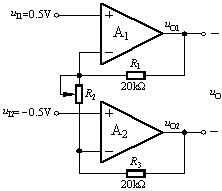 uI1=0.5V
+
A1
uO1
−
−
R1
20kΩ
R2
uO
uI2=−0.5V
+
A2
uO2
−
−
R3
20kΩ